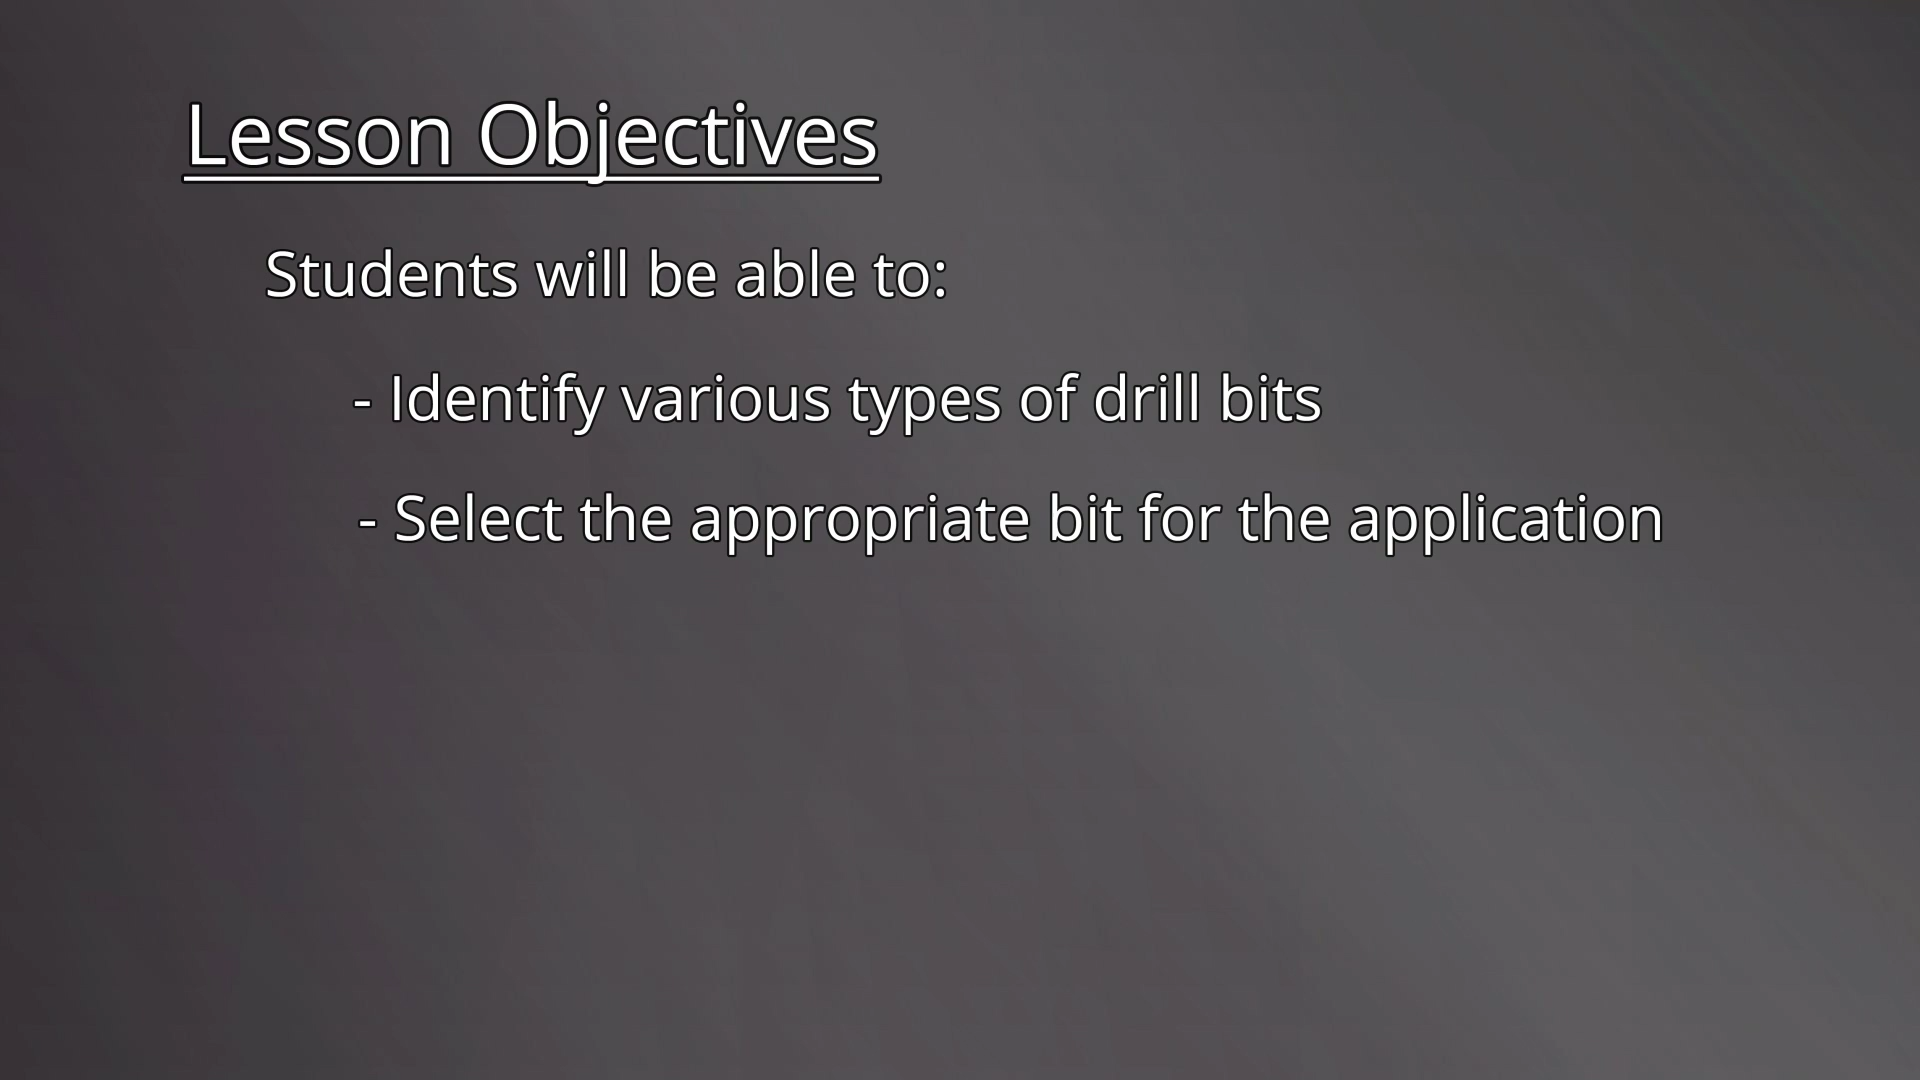 Lesson Objectives
Students will be able to:
- Identify various types of drill bits
- Select the appropriate bit for the application